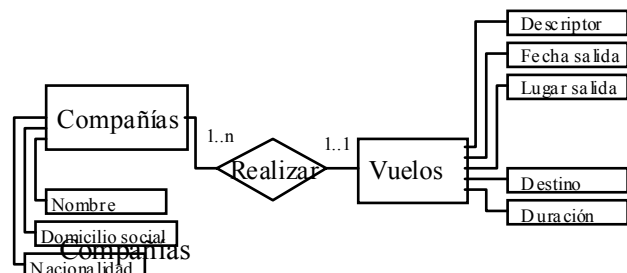 Descriptor
Fecha salida
Lugar salida
Compañías
1..n
1..1
Realizar
Vuelos
Destino
Duración
Nombre
Domicilio social
Compañías
Nacionalidad